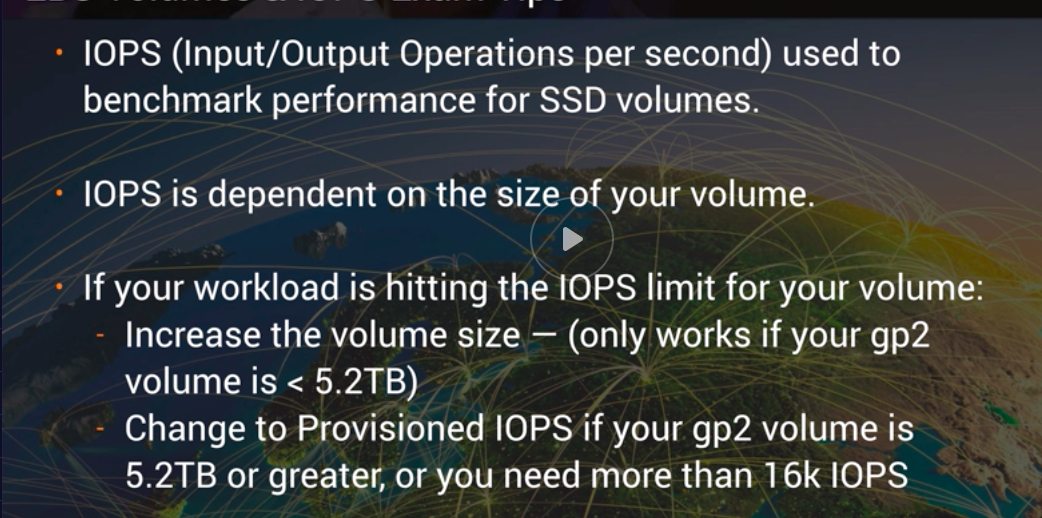 • IOPS (Input/Output Operations per second) used to
benchmark performance for SSD volumes.
• IOPS is dependent on the size of your volume.
• If your workload is hitting the IOPS limit for your volume:
- Increase the volume size — (only works if your gp2
volume is < 5.2TB)
- Change to Provisioned IOPS if your gp2 volume is
5.2TB or greater, or you need more than 16k IOPS